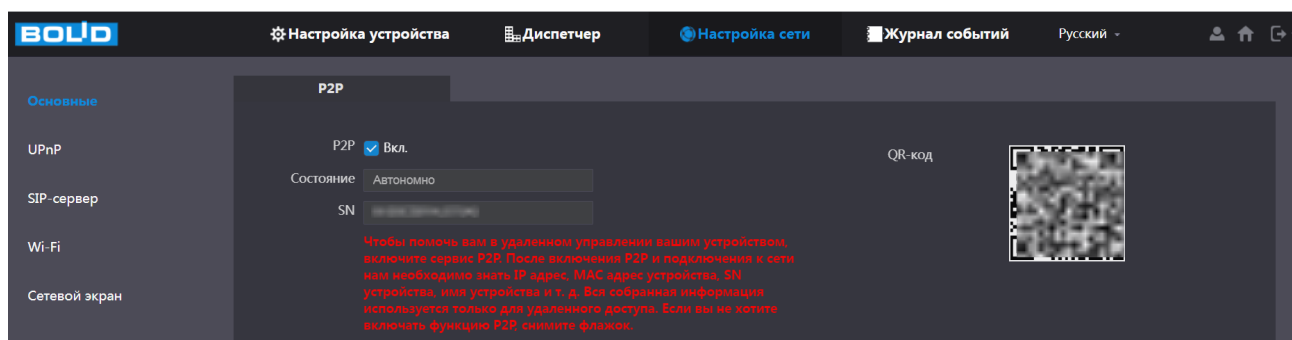 BOLID Настройка устройства Диспетчер Настройка сети Журнал событий Русский
Основные
P2P
UPnP
P2P Вкл.
QR-код
Состояние Автономно
SIP-сервер
SN
Wi-Fi
Чтобы помочь вам в удаленном управлении вашим устройством,
включите сервис P2P. После включения P2P и подключения к сети
нам необходимо знать IP адрес, MAC адрес устройства, SN
устройства, имя устройства и т. д. Вся собранная информация
используется только для удаленного доступа. Если вы не хотите
включать функцию P2P, снимите флажок.
Сетевой экран